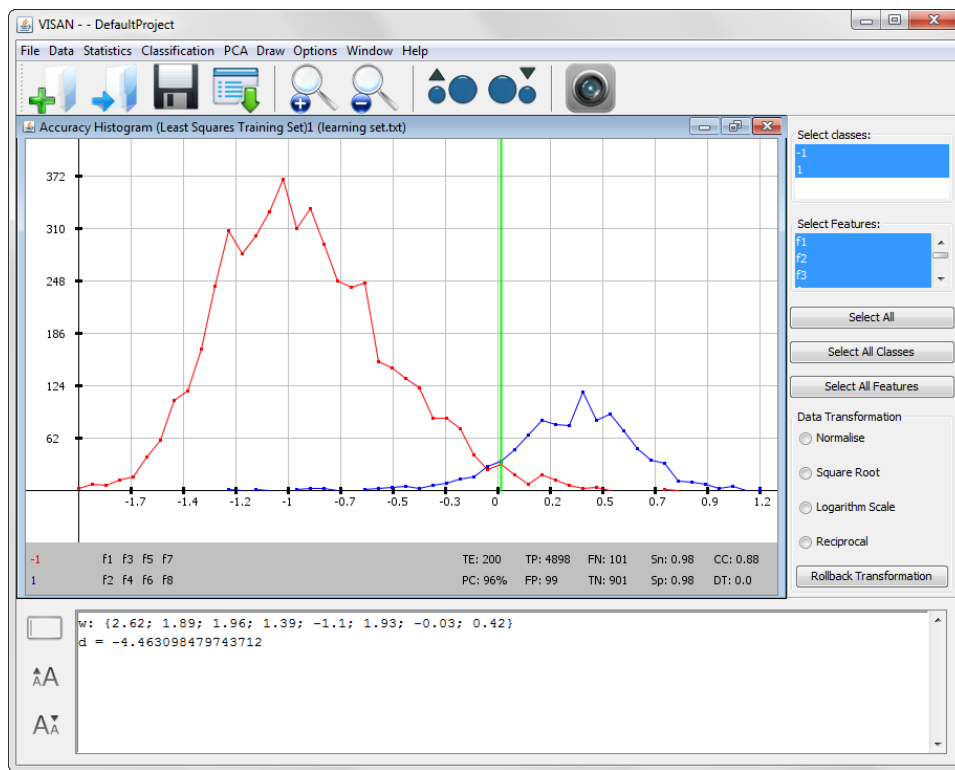 VISAN - - DefaultProject
File Data Statistics Classification PCA Draw Options Window Help
Accuracy Histogram (Least Squares Training Set)1 (learning set.txt)
372
310
248
186
124
62
-1.7 -1.4 -1.2 -1 -0.7 -0.5 -0.3 0 0.2 0.5 0.7 0.9 1.2
-1 f1 f3 f5 f7 TE: 200 TP: 4898 FN: 101 Sn: 0.98 CC: 0.88
1 f2 f4 f6 f8 PC: 96% FP: 99 TN: 901 Sp: 0.98 DT: 0.0
Select classes:
-1
1
Select Features:
f1
f2
f3
Select All
Select All Classes
Select All Features
Data Transformation
Normalise
Square Root
Logarithm Scale
Reciprocal
Rollback Transformation
w: {2.62; 1.89; 1.96; 1.39; -1.1; 1.93; -0.03; 0.42}
d = -4.463098479743712
AA
AA